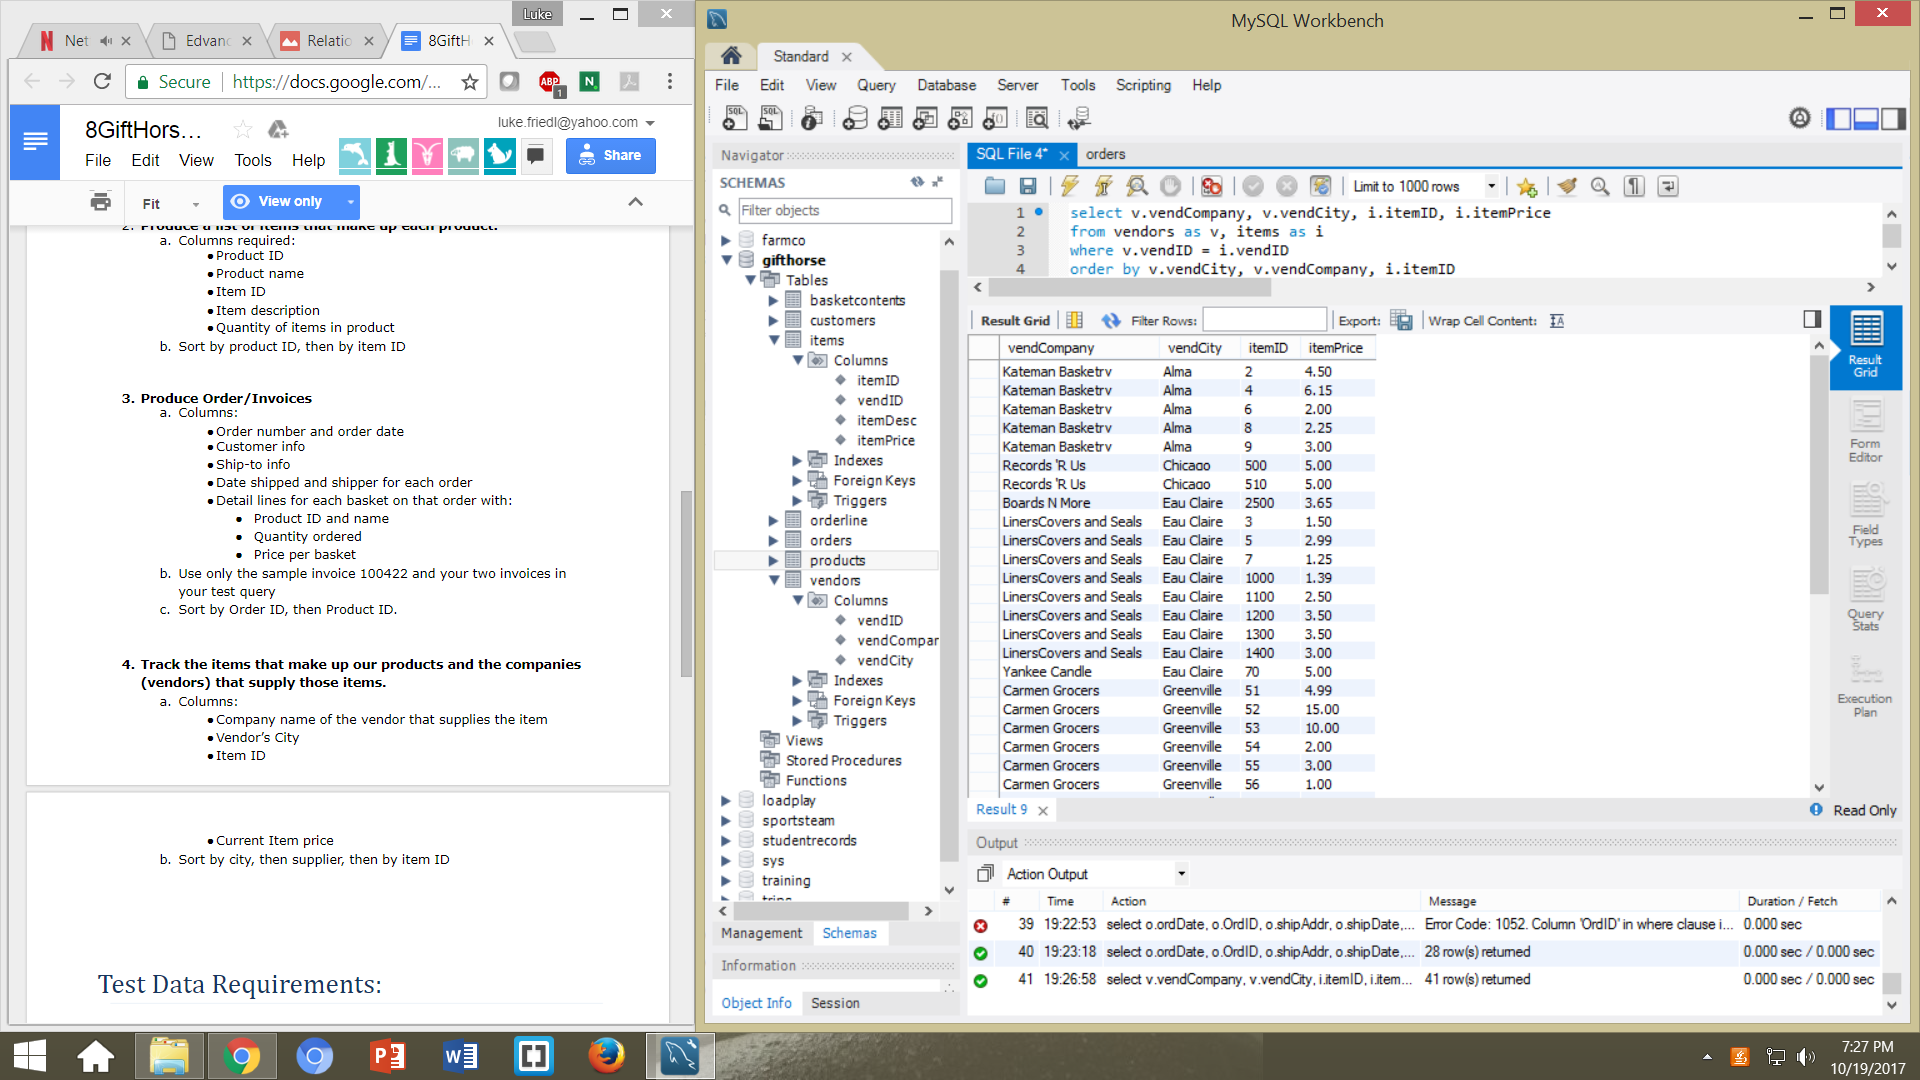 Luke
Net
Edvanc
Relatio
8GiftH
Secure
https://docs.google.com/...
ABP
1
N
8GiftHors...
luke.friedl@yahoo.com
File Edit View Tools Help
Share
Fit
View only
2. Produce a list of items that make up each product.
a. Columns required:
• Product ID
• Product name
• Item ID
• Item description
• Quantity of items in product
b. Sort by product ID, then by item ID
3. Produce Order/Invoices
a. Columns:
• Order number and order date
• Customer info
• Ship-to info
• Date shipped and shipper for each order
• Detail lines for each basket on that order with:
• Product ID and name
• Quantity ordered
• Price per basket
b. Use only the sample invoice 100422 and your two invoices in
your test query
c. Sort by Order ID, then Product ID.
4. Track the items that make up our products and the companies
(vendors) that supply those items.
a. Columns:
• Company name of the vendor that supplies the item
• Vendor's City
• Item ID
• Current Item price
b. Sort by city, then supplier, then by item ID
Test Data Requirements:
MySQL Workbench
Standard
File Edit View Query Database Server Tools Scripting Help
Navigator
SCHEMAS
Filter objects
farmco
gifthorse
Tables
basketcontents
customers
items
Columns
itemID
vendID
itemDesc
itemPrice
Indexes
Foreign Keys
Triggers
orderline
orders
products
vendors
Columns
vendID
vendCompar
vendCity
Indexes
Foreign Keys
Triggers
Views
Stored Procedures
Functions
loadplay
sportsteam
studentrecords
sys
training
trips
Management Schemas
Information
Object Info Session
SQL File 4* orders
Limit to 1000 rows
1 select v.vendCompany, v.vendCity, i.itemID, i.itemPrice
2 from vendors as v, items as i
3 where v.vendID = i.vendID
4 order by v.vendCity, v.vendCompany, i.itemID
Result Grid Filter Rows: Export: Wrap Cell Content:
vendCompany vendCity itemID itemPrice
Kateman Basketry Alma 2 4.50
Kateman Basketry Alma 4 6.15
Kateman Basketry Alma 6 2.00
Kateman Basketry Alma 8 2.25
Kateman Basketry Alma 9 3.00
Records 'R Us Chicago 500 5.00
Records 'R Us Chicago 510 5.00
Boards N More Eau Claire 2500 3.65
LinersCovers and Seals Eau Claire 3 1.50
LinersCovers and Seals Eau Claire 5 2.99
LinersCovers and Seals Eau Claire 7 1.25
LinersCovers and Seals Eau Claire 1000 1.39
LinersCovers and Seals Eau Claire 1100 2.50
LinersCovers and Seals Eau Claire 1200 3.50
LinersCovers and Seals Eau Claire 1300 3.50
LinersCovers and Seals Eau Claire 1400 3.00
Yankee Candle Eau Claire 70 5.00
Carmen Grocers Greenville 51 4.99
Carmen Grocers Greenville 52 15.00
Carmen Grocers Greenville 53 10.00
Carmen Grocers Greenville 54 2.00
Carmen Grocers Greenville 55 3.00
Carmen Grocers Greenville 56 1.00
Result
Grid
Form
Editor
Field
Types
Query
Stats
Execution
Plan
Result 9
Read Only
Output
Action Output
# Time Action Message Duration / Fetch
39 19:22:53 select o.ordDate, o.OrdID, o.shipAddr, o.shipDate,... Error Code: 1052. Column 'OrdID' in where clause i... 0.000 sec
40 19:23:18 select o.ordDate, o.OrdID, o.shipAddr, o.shipDate,... 28 row(s) returned 0.000 sec / 0.000 sec
41 19:26:58 select v.vendCompany, v.vendCity, i.itemID, i.item... 41 row(s) returned 0.000 sec / 0.000 sec
7:27 PM
10/19/2017